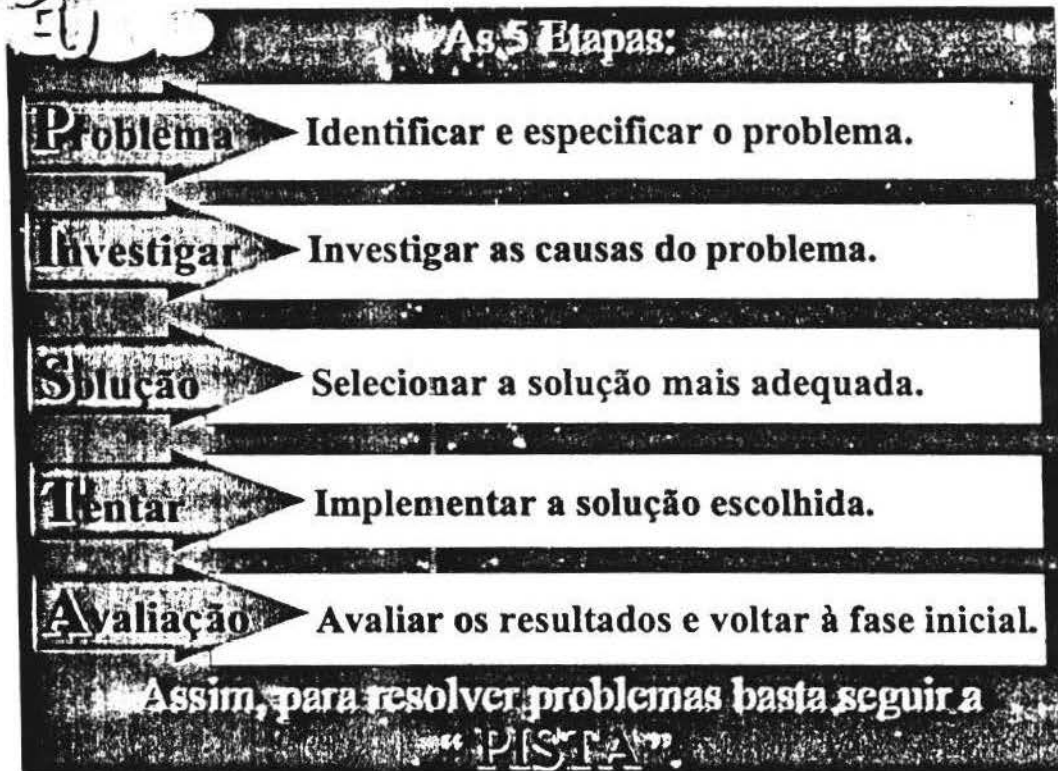 As 5 Etapas:
Problema Identificar e especificar o problema.
Investigar Investigar as causas do problema.
Solução Selecionar a solução mais adequada.
Tentar Implementar a solução escolhida.
Avaliação Avaliar os resultados e voltar à fase inicial.
Assim, para resolver problemas basta seguir a
"PISTA"